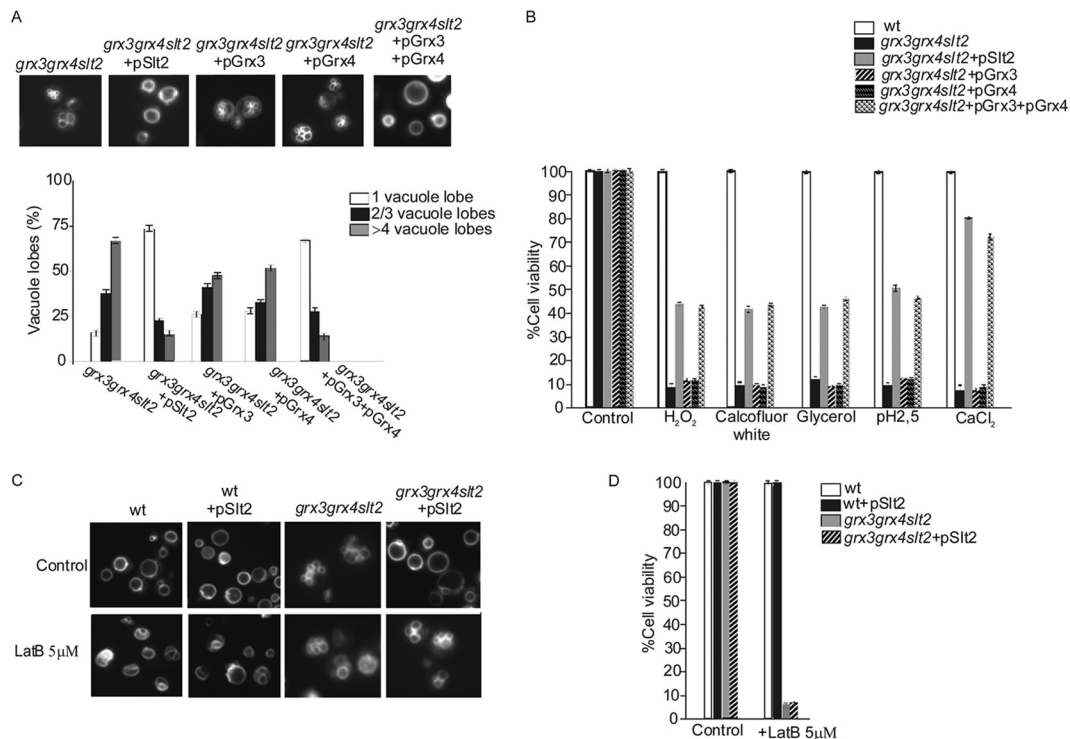 A
grx3grx4slt2
grx3grx4slt2
+pSlt2
grx3grx4slt2
+pGrx3
grx3grx4slt2
+pGrx4
grx3grx4slt2
+pGrx3
+pGrx4
100
75
50
25
0
Vacuole lobes (%)
1 vacuole lobe
2/3 vacuole lobes
>4 vacuole lobes
grx3grx4slt2
grx3grx4slt2
+pSlt2
grx3grx4slt2
+pGrx3
grx3grx4slt2
+pGrx4
grx3grx4slt2
+pGrx3+pGrx4
B
wt
grx3grx4slt2
grx3grx4slt2+pSlt2
grx3grx4slt2+pGrx3
grx3grx4slt2+pGrx4
grx3grx4slt2+pGrx3+pGrx4
100
90
80
70
60
50
40
30
20
10
0
%Cell viability
Control
H2O2
Calcofluor
white
Glycerol
pH2,5
CaCl2
C
wt
wt
+pSlt2
grx3grx4slt2
grx3grx4slt2
+pSlt2
Control
LatB 5μM
D
wt
wt+pSlt2
grx3grx4slt2
grx3grx4slt2+pSlt2
100
90
80
70
60
50
40
30
20
10
0
%Cell viability
Control
+LatB 5μM